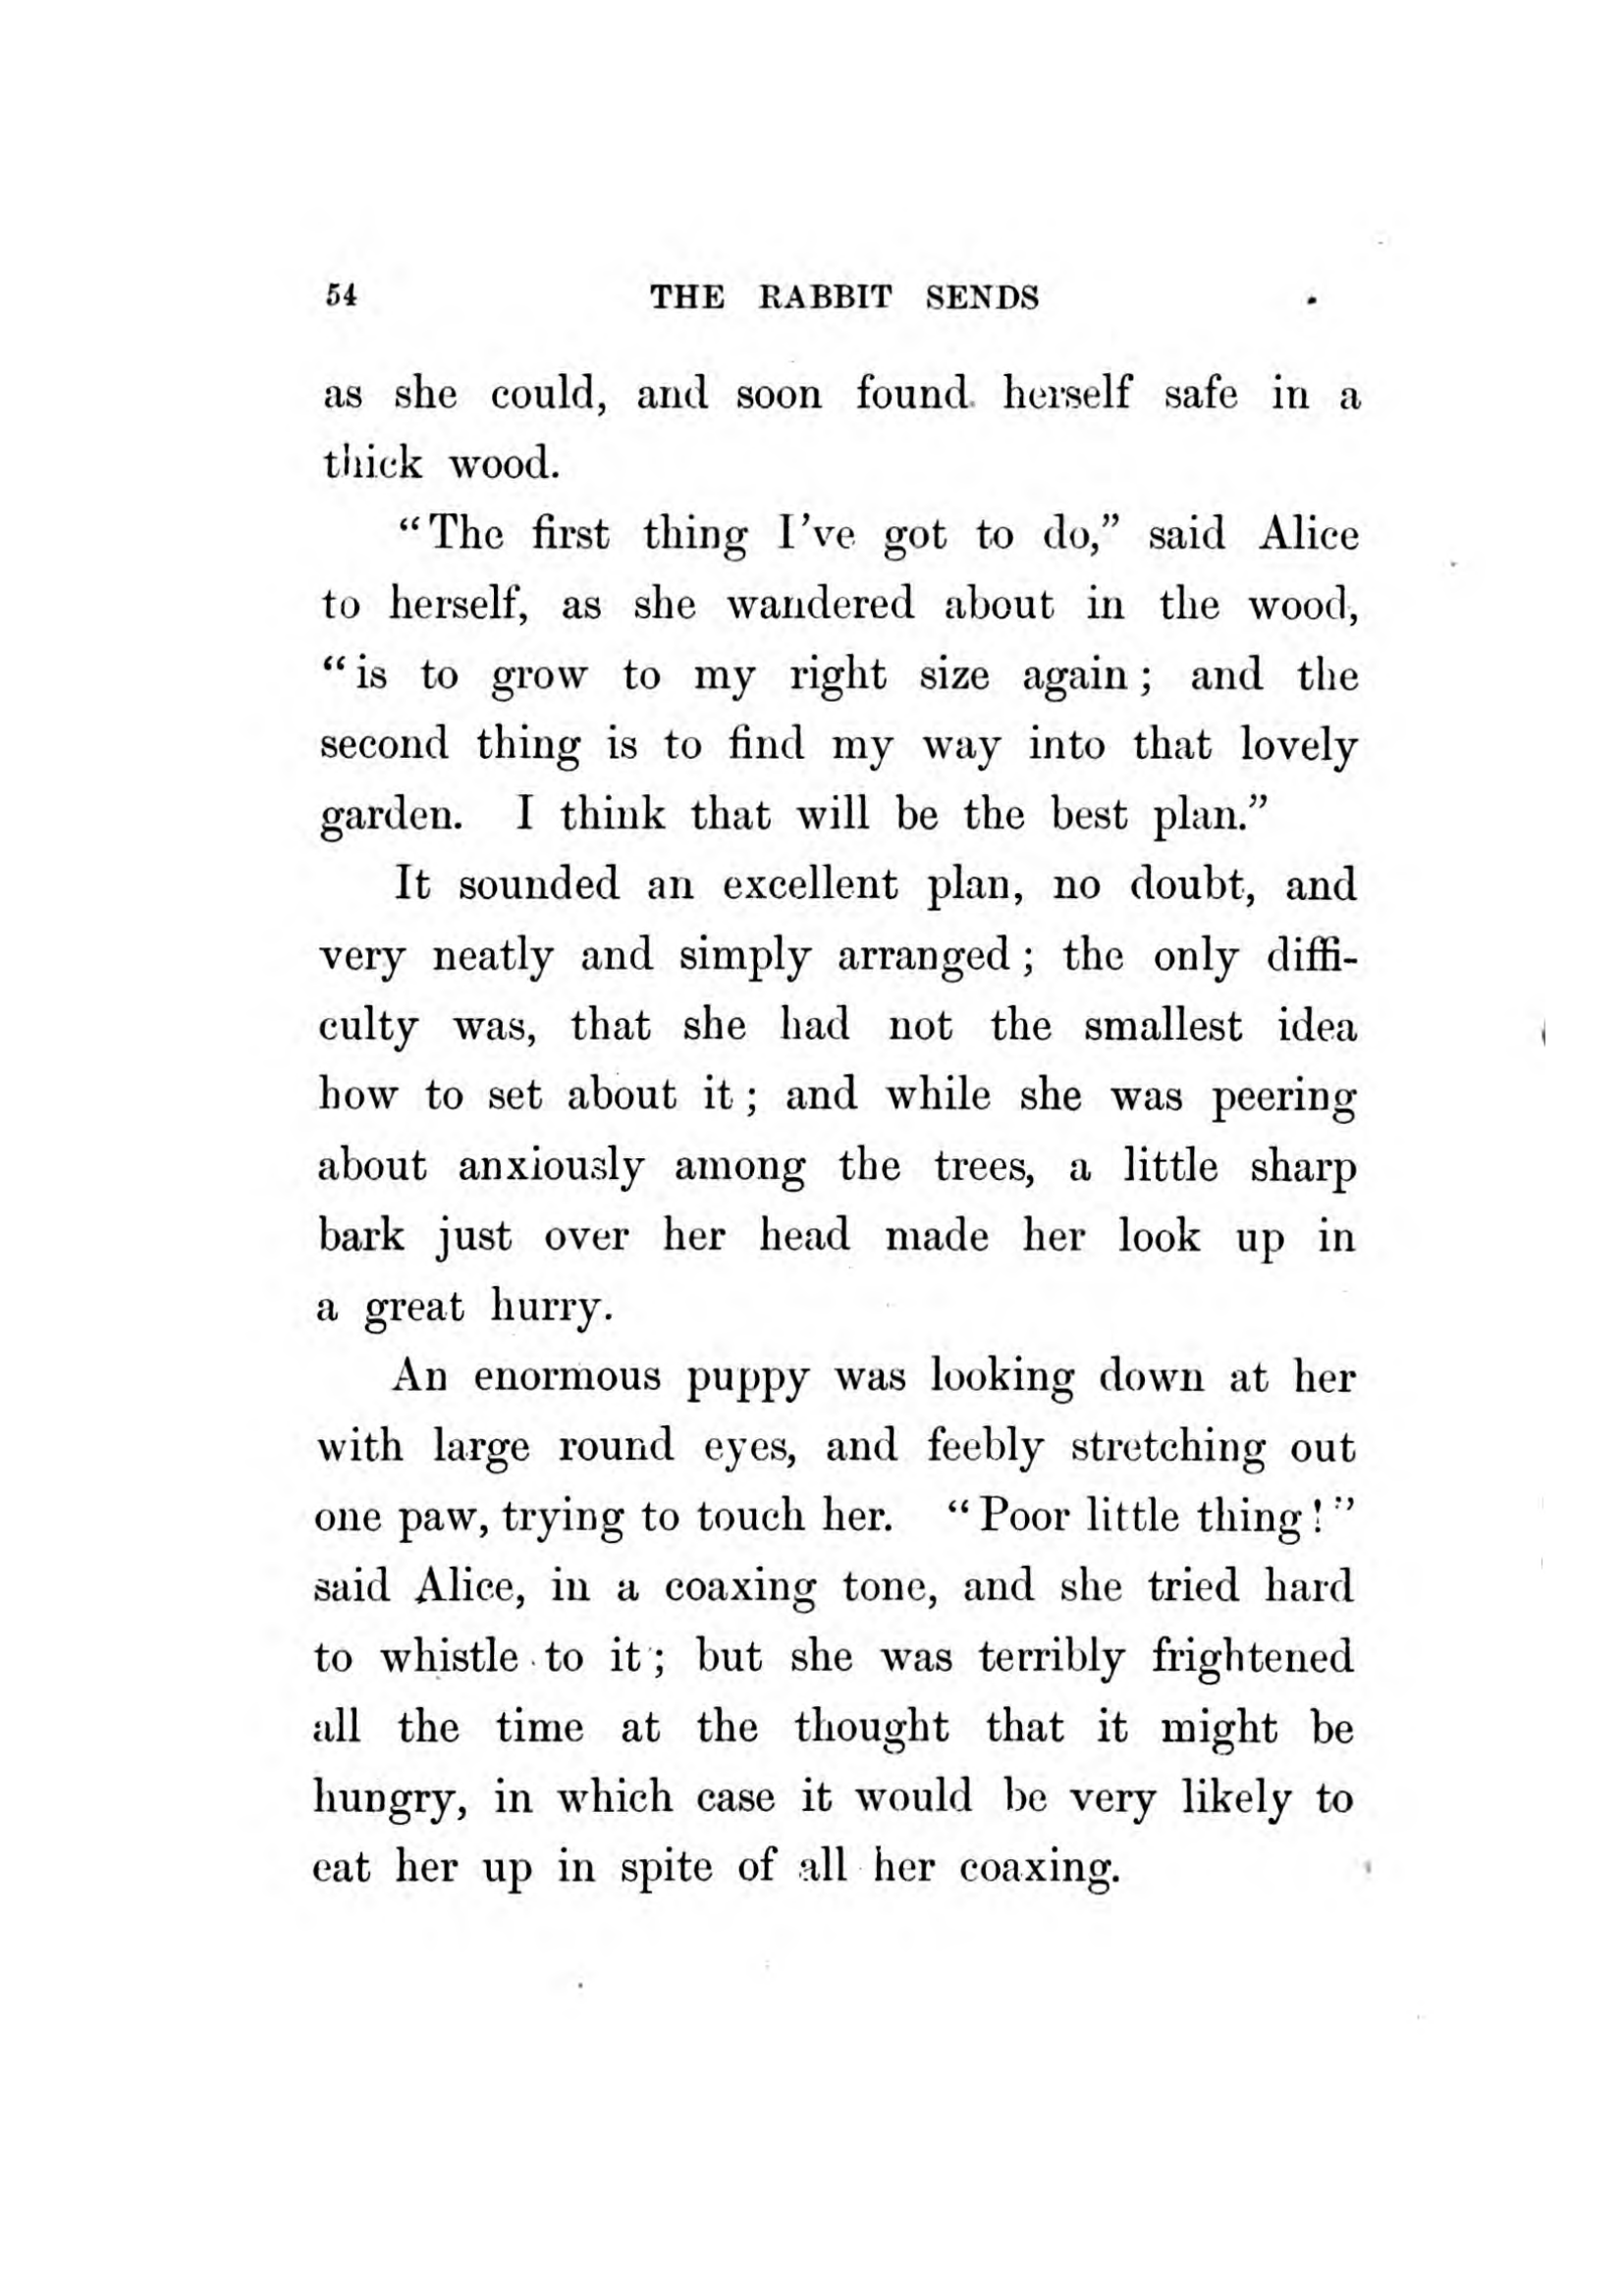 54 THE RABBIT SENDS
as she could, and soon found herself safe in a
thick wood.
“The first thing I’ve got to do,” said Alice
to herself, as she wandered about in the wood,
“is to grow to my right size again; and the
second thing is to find my way into that lovely
garden. I think that will be the best plan.”
It sounded an excellent plan, no doubt, and
very neatly and simply arranged; the only diffi-
culty was, that she had not the smallest idea
how to set about it; and while she was peering
about anxiously among the trees, a little sharp
bark just over her head made her look up in
a great hurry.
An enormous puppy was looking down at her
with large round eyes, and feebly stretching out
one paw, trying to touch her. “Poor little thing!”
said Alice, in a coaxing tone, and she tried hard
to whistle to it; but she was terribly frightened
all the time at the thought that it might be
hungry, in which case it would be very likely to
eat her up in spite of all her coaxing.